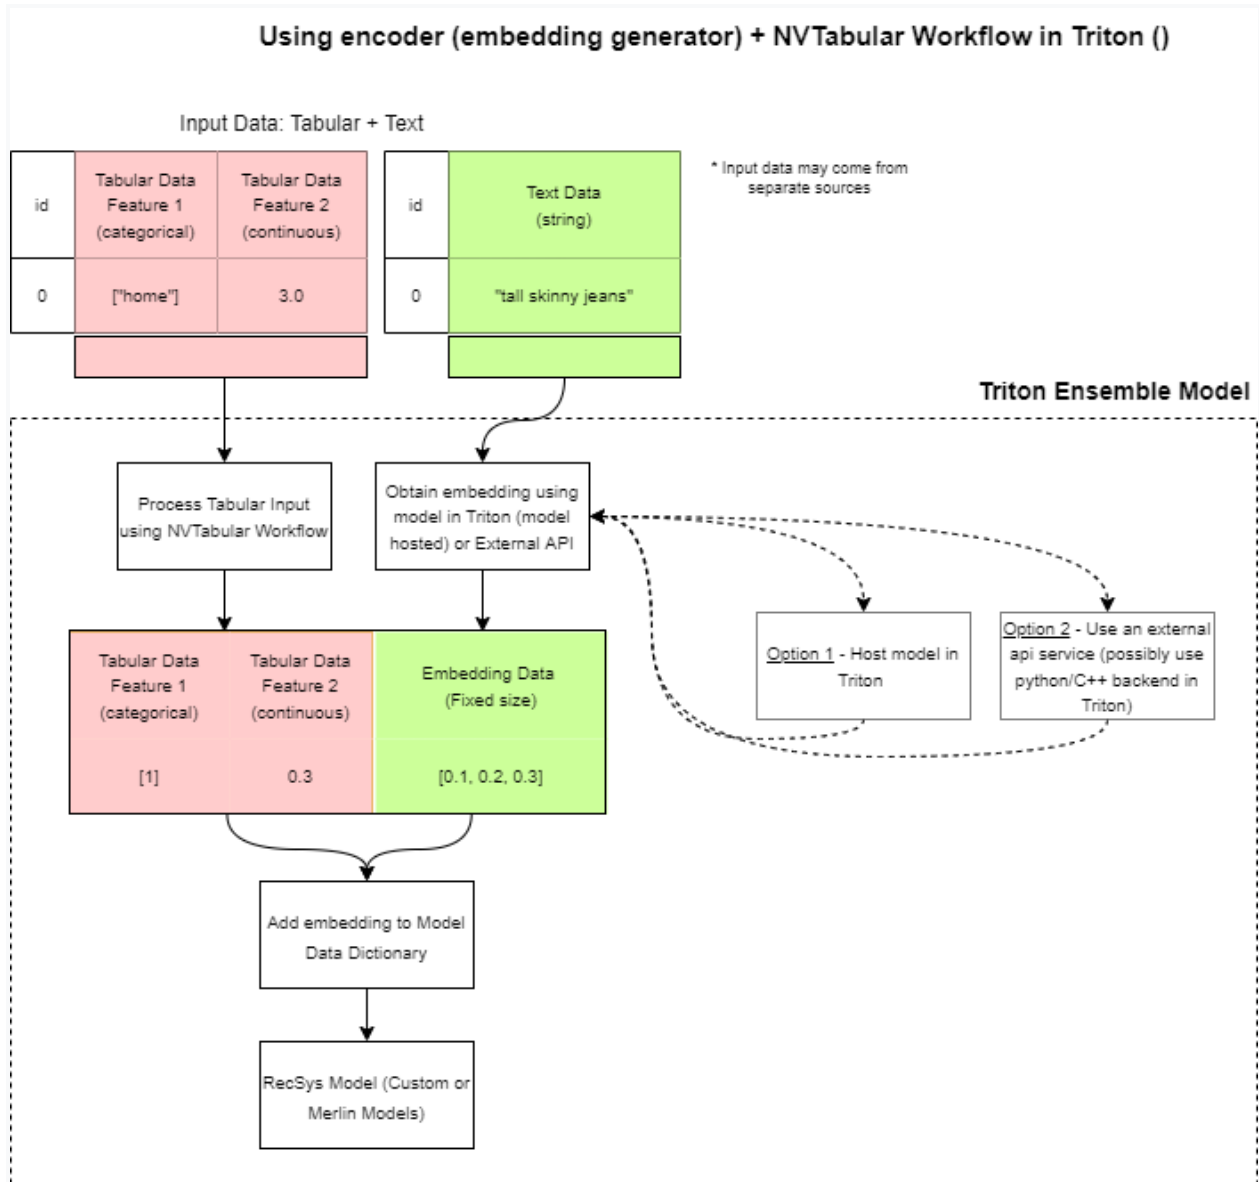 Using encoder (embedding generator) + NVTabular Workflow in Triton ()
Input Data: Tabular + Text
id
Tabular Data
Feature 1
(categorical)
Tabular Data
Feature 2
(continuous)
0
["home"]
3.0
id
Text Data
(string)
0
"tall skinny jeans"
* Input data may come from
separate sources
Triton Ensemble Model
Process Tabular Input
using NVTabular Workflow
Obtain embedding using
model in Triton (model
hosted) or External API
Option 1 - Host model in
Triton
Option 2 - Use an external
api service (possibly use
python/C++ backend in
Triton)
Tabular Data
Feature 1
(categorical)
Tabular Data
Feature 2
(continuous)
Embedding Data
(Fixed size)
[1]
0.3
[0.1, 0.2, 0.3]
Add embedding to Model
Data Dictionary
RecSys Model (Custom or
Merlin Models)